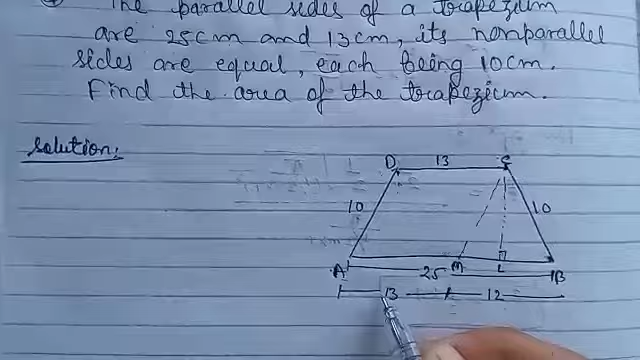 The parallel sides of a trapezium
are 25cm and 13cm, its nonparallel
sides are equal, each being 10cm.
Find the area of the trapezium.
Solution:
D 13 C
10 10
A 25 M L B
13 12